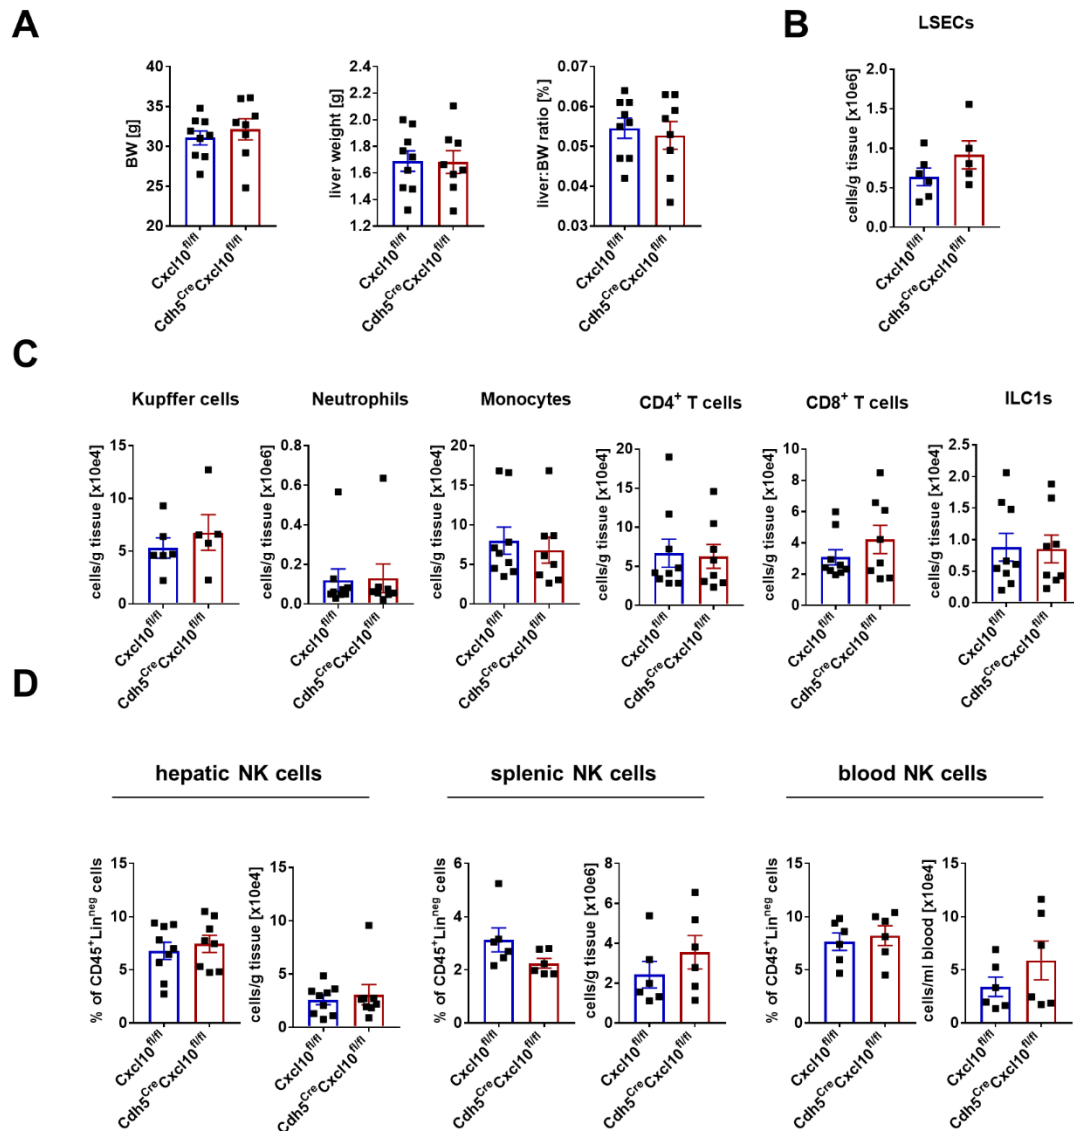 A
BW [g]
40
35
30
25
20
Cxcl10fl/fl
Cdh5CreCxcl10fl/fl
liver weight [g]
2.4
2.2
2.0
1.8
1.6
1.4
1.2
Cxcl10fl/fl
Cdh5CreCxcl10fl/fl
liver:BW ratio [%]
0.07
0.06
0.05
0.04
0.03
Cxcl10fl/fl
Cdh5CreCxcl10fl/fl
B
LSECs
cells/g tissue [x10e6]
2.0
1.5
1.0
0.5
0.0
Cxcl10fl/fl
Cdh5CreCxcl10fl/fl
C
Kupffer cells
cells/g tissue [x10e4]
15
10
5
0
Cxcl10fl/fl
Cdh5CreCxcl10fl/fl
Neutrophils
cells/g tissue [x10e6]
0.8
0.6
0.4
0.2
0.0
Cxcl10fl/fl
Cdh5CreCxcl10fl/fl
Monocytes
cells/g tissue [x10e4]
20
15
10
5
0
Cxcl10fl/fl
Cdh5CreCxcl10fl/fl
CD4+ T cells
cells/g tissue [x10e4]
20
15
10
5
0
Cxcl10fl/fl
Cdh5CreCxcl10fl/fl
CD8+ T cells
cells/g tissue [x10e4]
10
8
6
4
2
0
Cxcl10fl/fl
Cdh5CreCxcl10fl/fl
ILC1s
cells/g tissue [x10e4]
2.5
2.0
1.5
1.0
0.5
0.0
Cxcl10fl/fl
Cdh5CreCxcl10fl/fl
D
hepatic NK cells
% of CD45+Linneg cells
15
10
5
0
Cxcl10fl/fl
Cdh5CreCxcl10fl/fl
cells/g tissue [x10e4]
15
10
5
0
Cxcl10fl/fl
Cdh5CreCxcl10fl/fl
splenic NK cells
% of CD45+Linneg cells
6
4
2
0
Cxcl10fl/fl
Cdh5CreCxcl10fl/fl
cells/g tissue [x10e6]
8
6
4
2
0
Cxcl10fl/fl
Cdh5CreCxcl10fl/fl
blood NK cells
% of CD45+Linneg cells
15
10
5
0
Cxcl10fl/fl
Cdh5CreCxcl10fl/fl
cells/ml blood [x10e4]
15
10
5
0
Cxcl10fl/fl
Cdh5CreCxcl10fl/fl